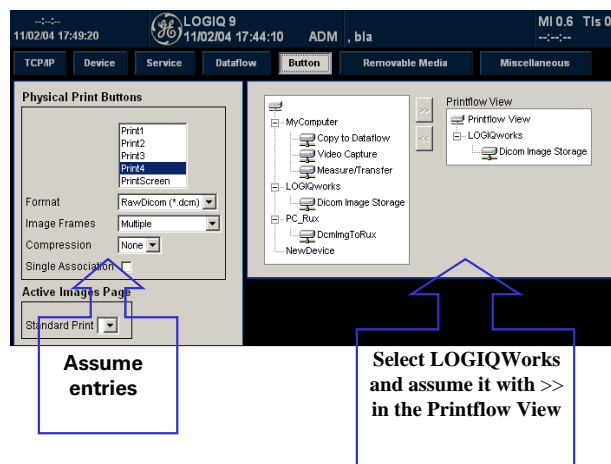 --:--:--
11/02/04 17:49:20
LOGIQ 9
11/02/04 17:44:10 ADM , bla
MI 0.6 TIs 0
--:--:--
TCP/IP Device Service Dataflow Button Removable Media Miscellaneous
Physical Print Buttons
Print1
Print2
Print3
Print4
PrintScreen
Format RawDicom (*.dcm)
Image Frames Multiple
Compression None
Single Association
Active Images Page
Standard Print
MyComputer
Copy to Dataflow
Video Capture
Measure/Transfer
LOGIQworks
Dicom Image Storage
PC_Rux
DcmImgToRux
NewDevice
>>
<<
Printflow View
Printflow View
LOGIQworks
Dicom Image Storage
Assume
entries
Select LOGIQWorks
and assume it with >>
in the Printflow View